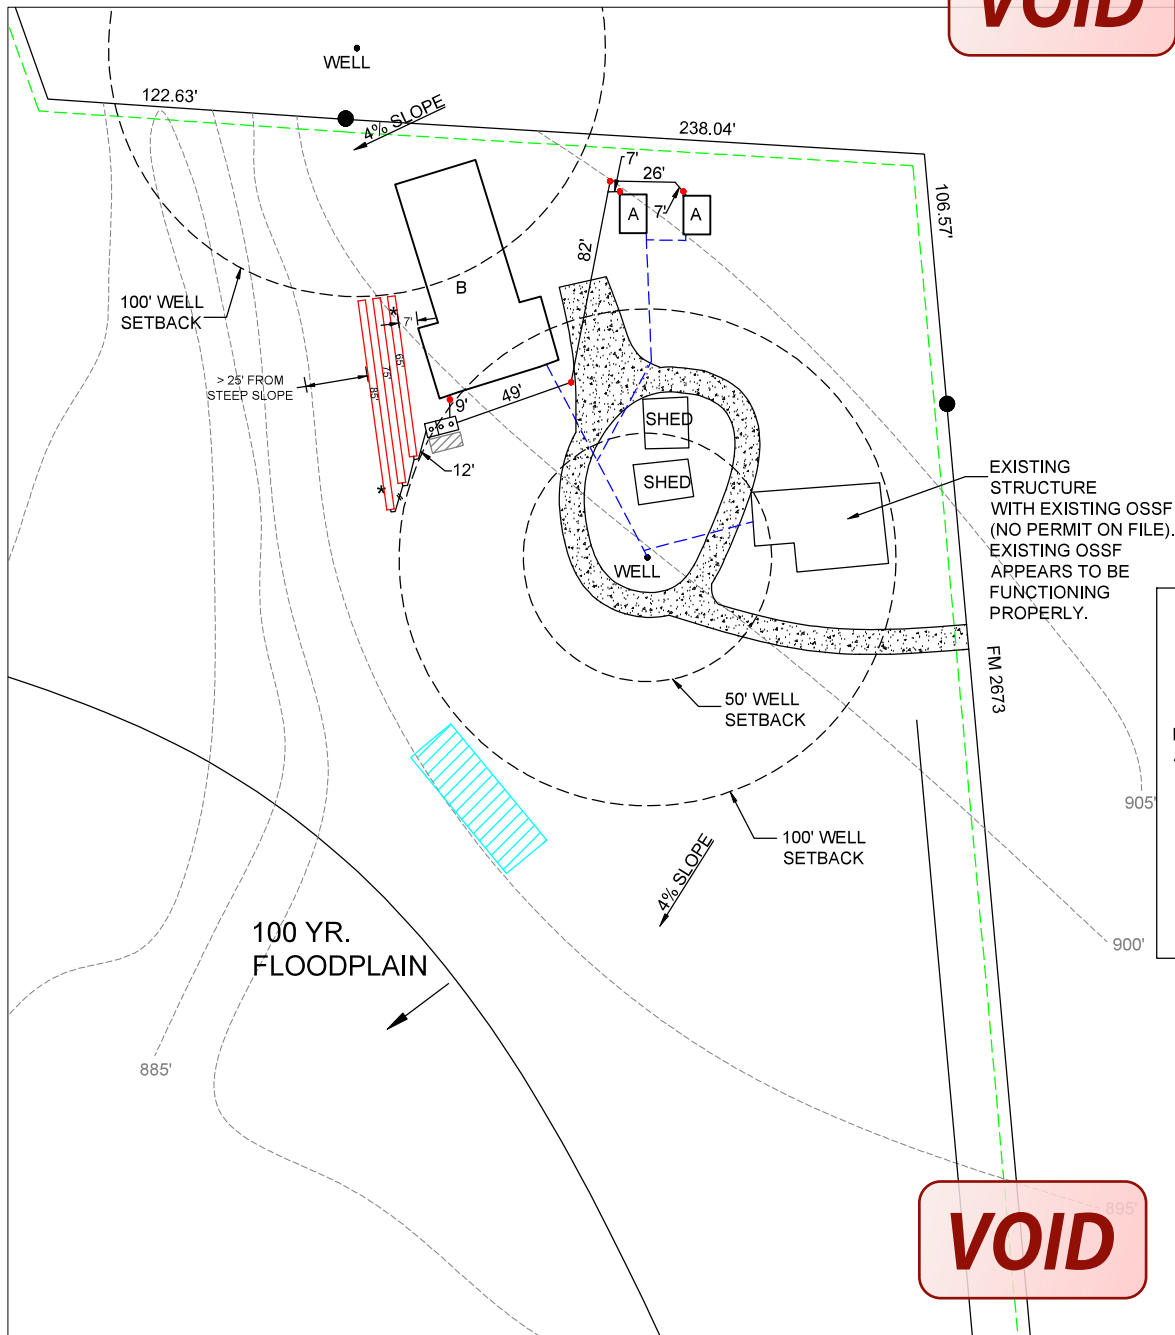 VOID
WELL
122.63'
4% SLOPE
238.04'
7'
26'
106.57'
A
7'
A
82'
B
100' WELL
SETBACK
*
7'
65'
75'
85'
> 25' FROM
STEEP SLOPE
9'
49'
SHED
12'
SHED
*
EXISTING
STRUCTURE
WITH EXISTING OSSF
(NO PERMIT ON FILE).
EXISTING OSSF
APPEARS TO BE
FUNCTIONING
PROPERLY.
WELL
FM 2673
50' WELL
SETBACK
905'
100' WELL
SETBACK
4% SLOPE
100 YR.
FLOODPLAIN
900'
885'
895'
VOID